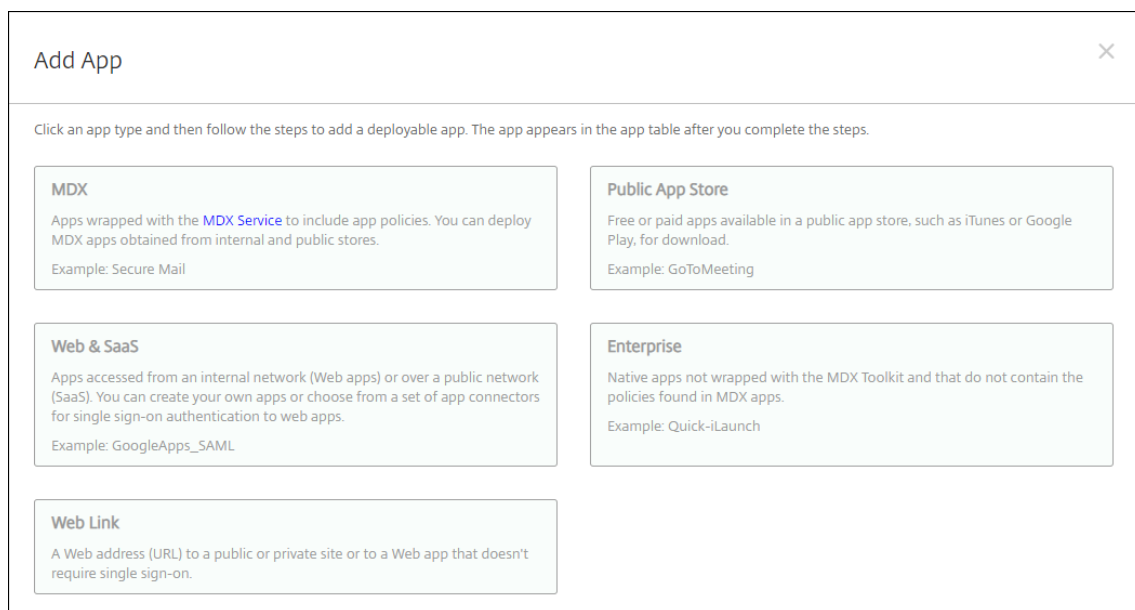 Add App
Click an app type and then follow the steps to add a deployable app. The app appears in the app table after you complete the steps.
MDX
Apps wrapped with the MDX Service to include app policies. You can deploy
MDX apps obtained from internal and public stores.
Example: Secure Mail
Public App Store
Free or paid apps available in a public app store, such as iTunes or Google
Play, for download.
Example: GoToMeeting
Web & SaaS
Apps accessed from an internal network (Web apps) or over a public network
(SaaS). You can create your own apps or choose from a set of app connectors
for single sign-on authentication to web apps.
Example: GoogleApps_SAML
Enterprise
Native apps not wrapped with the MDX Toolkit and that do not contain the
policies found in MDX apps.
Example: Quick-iLaunch
Web Link
A Web address (URL) to a public or private site or to a Web app that doesn't
require single sign-on.